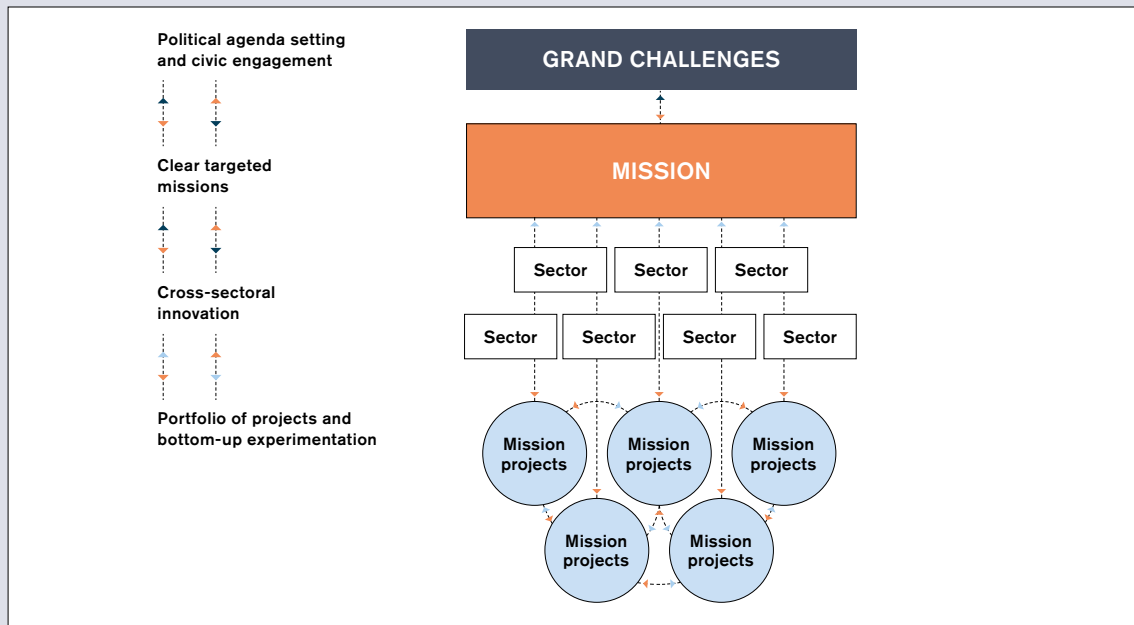 Political agenda setting
and civic engagement
Clear targeted
missions
Cross-sectoral
innovation
Portfolio of projects and
bottom-up experimentation
GRAND CHALLENGES
MISSION
Sector
Sector
Sector
Sector
Sector
Sector
Sector
Mission
projects
Mission
projects
Mission
projects
Mission
projects
Mission
projects